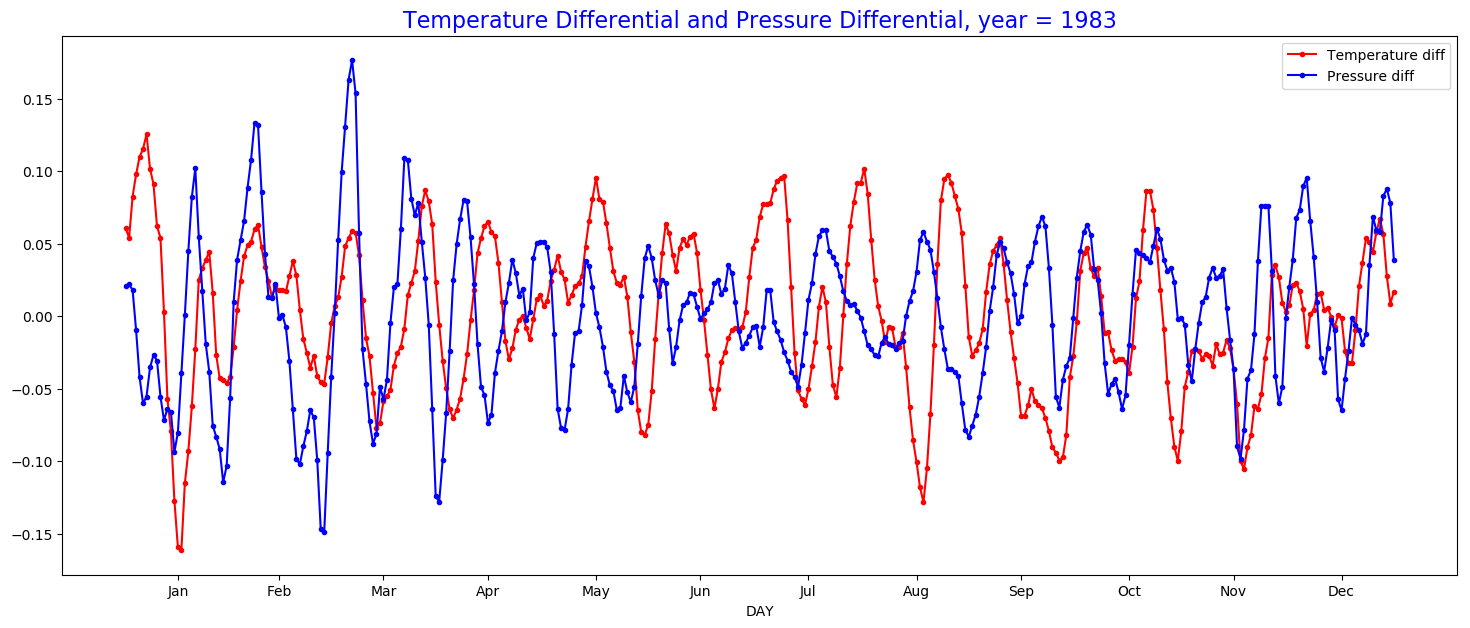 Temperature Differential and Pressure Differential, year = 1983
Temperature diff
Pressure diff
0.15
0.10
0.05
0.00
−0.05
−0.10
−0.15
Jan Feb Mar Apr May Jun Jul Aug Sep Oct Nov Dec
DAY